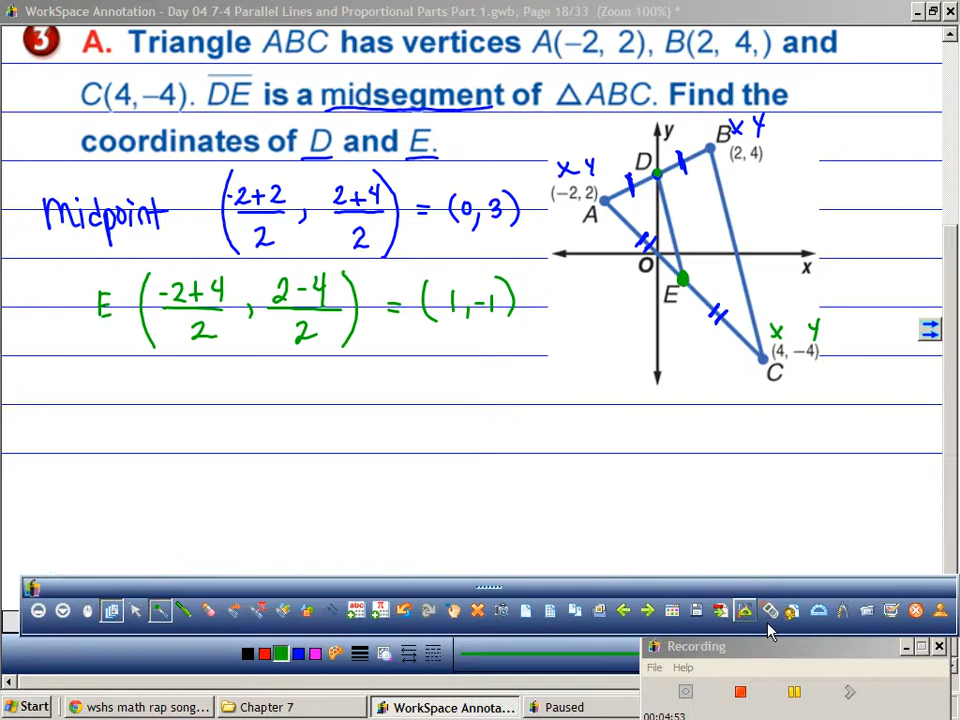 WorkSpace Annotation - Day 04 7-4 Parallel Lines and Proportional Parts Part 1.gwb, Page 18/33 (Zoom 100%) *
3 A. Triangle ABC has vertices A(−2, 2), B(2, 4,) and
C(4,−4). DE is a midsegment of △ABC. Find the
coordinates of D and E.
Midpoint (-2+2/2, 2+4/2) = (0,3)
E (-2+4/2, 2-4/2) = (1,-1)
y
B x y
(2, 4)
D
x y
(−2, 2)
A
O
x
E
x y
(4, −4)
C
abc
Recording
File Help
00:04:53
Start
wshs math rap song...
Chapter 7
WorkSpace Annotatio...
Paused